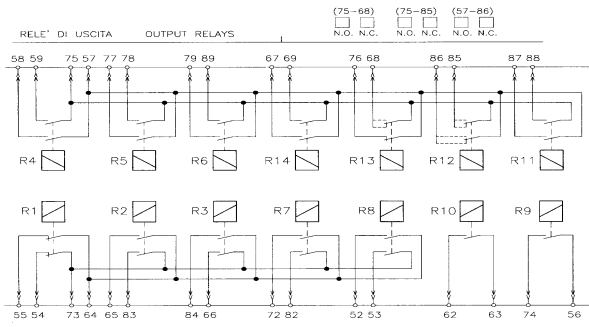 (75-68) (75-85) (57-86)
N.O. N.C. N.O. N.C. N.O. N.C.
RELE' DI USCITA OUTPUT RELAYS
58 59 75 57 77 78 79 89 67 69 76 68 86 85 87 88
R4 R5 R6 R14 R13 R12 R11
R1 R2 R3 R7 R8 R10 R9
55 54 73 64 65 83 84 66 72 82 52 53 62 63 74 56